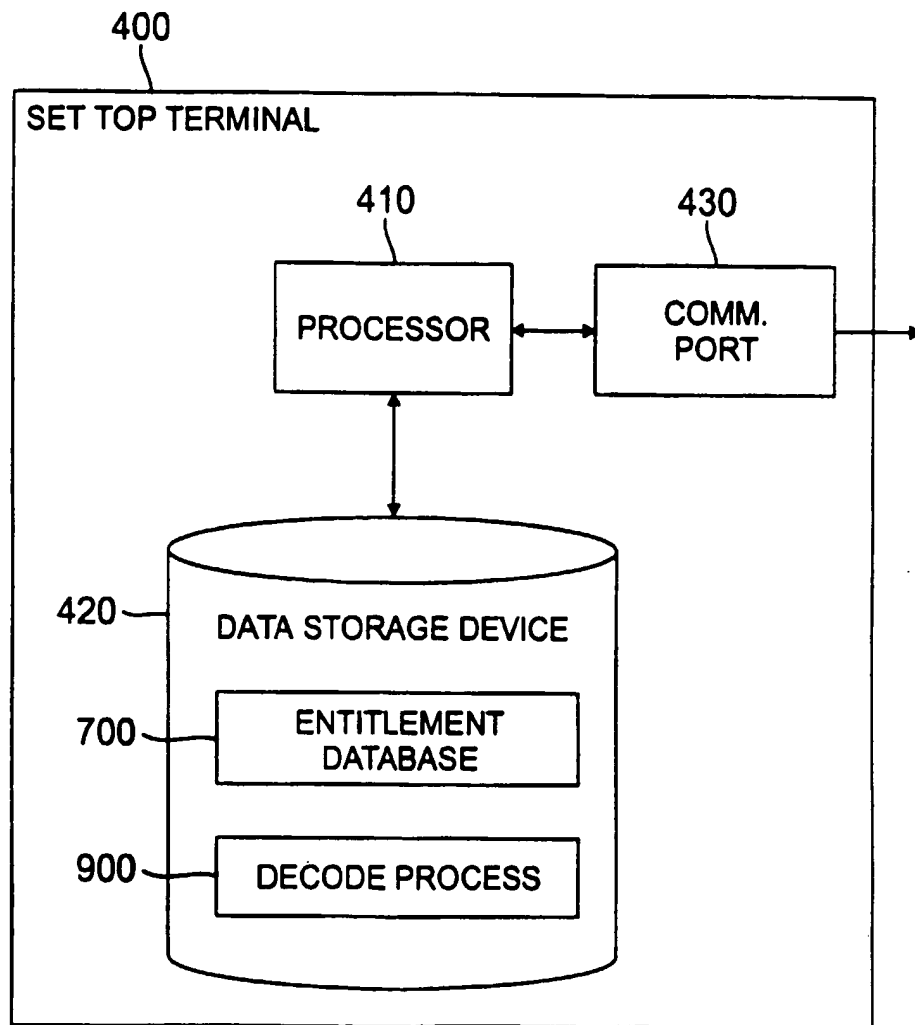 400
SET TOP TERMINAL
410
430
PROCESSOR
COMM.
PORT
420
DATA STORAGE DEVICE
700
ENTITLEMENT
DATABASE
900
DECODE PROCESS